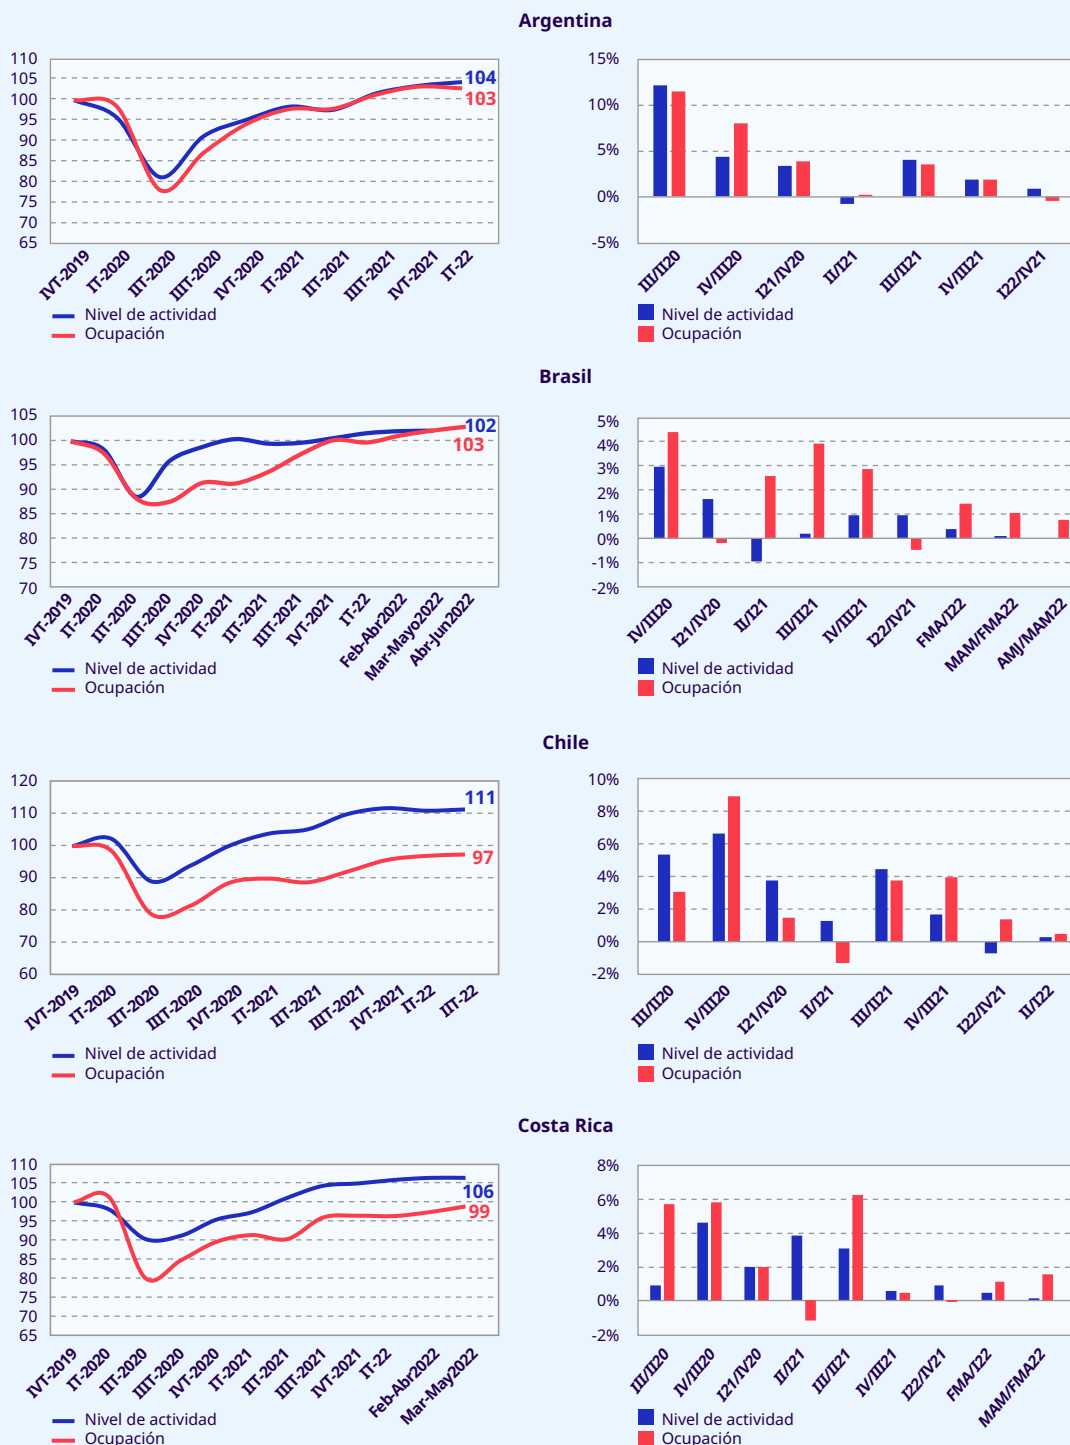 Argentina
110
105
100
95
90
85
80
75
70
65
104
103
IVT-2019
IT-2020
IIT-2020
IIIT-2020
IVT-2020
IT-2021
IIT-2021
IIIT-2021
IVT-2021
IT-22
Nivel de actividad
Ocupación
15%
10%
5%
0%
-5%
III/II20
IV/III20
I21/IV20
II/I21
III/II21
IV/III21
I22/IV21
Nivel de actividad
Ocupación
Brasil
105
100
95
90
85
80
75
70
102
103
IVT-2019
IT-2020
IIT-2020
IIIT-2020
IVT-2020
IT-2021
IIT-2021
IIIT-2021
IVT-2021
IT-22
Feb-Abr2022
Mar-Mayo2022
Abr-Jun2022
Nivel de actividad
Ocupación
5%
4%
3%
2%
1%
0%
-1%
-2%
IV/III20
I21/IV20
II/I21
III/II21
IV/III21
I22/IV21
FMA/I22
MAM/FMA22
AMJ/MAM22
Nivel de actividad
Ocupación
Chile
120
110
100
90
80
70
60
111
97
IVT-2019
IT-2020
IIT-2020
IIIT-2020
IVT-2020
IT-2021
IIT-2021
IIIT-2021
IVT-2021
IT-22
IIT-22
Nivel de actividad
Ocupación
10%
8%
6%
4%
2%
0%
-2%
III/II20
IV/III20
I21/IV20
II/I21
III/II21
IV/III21
I22/IV21
II/I22
Nivel de actividad
Ocupación
Costa Rica
110
105
100
95
90
85
80
75
70
65
106
99
IVT-2019
IT-2020
IIT-2020
IIIT-2020
IVT-2020
IT-2021
IIT-2021
IIIT-2021
IVT-2021
IT-22
Feb-Abr2022
Mar-May2022
Nivel de actividad
Ocupación
8%
6%
4%
2%
0%
-2%
III/II20
IV/III20
I21/IV20
II/I21
III/II21
IV/III21
I22/IV21
FMA/I22
MAM/FMA22
Nivel de actividad
Ocupación